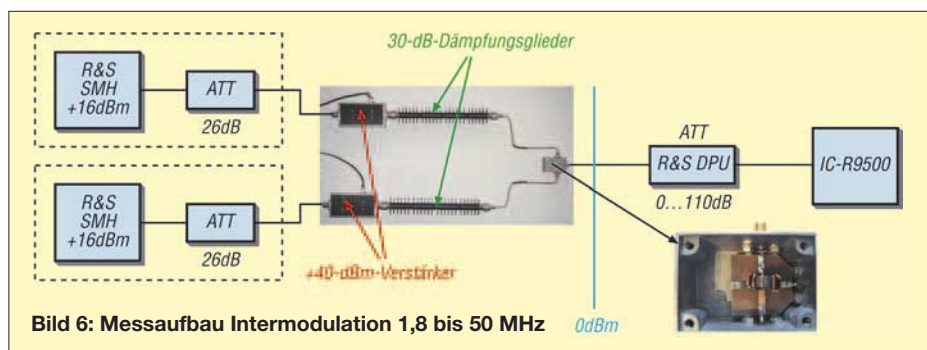 30-dB-Dämpfungsglieder
R&S
SMH
+16dBm
ATT
26dB
R&S
SMH
+16dBm
ATT
26dB
+40-dBm-Verstärker
0dBm
ATT
R&S DPU
0...110dB
IC-R9500
Bild 6: Messaufbau Intermodulation 1,8 bis 50 MHz